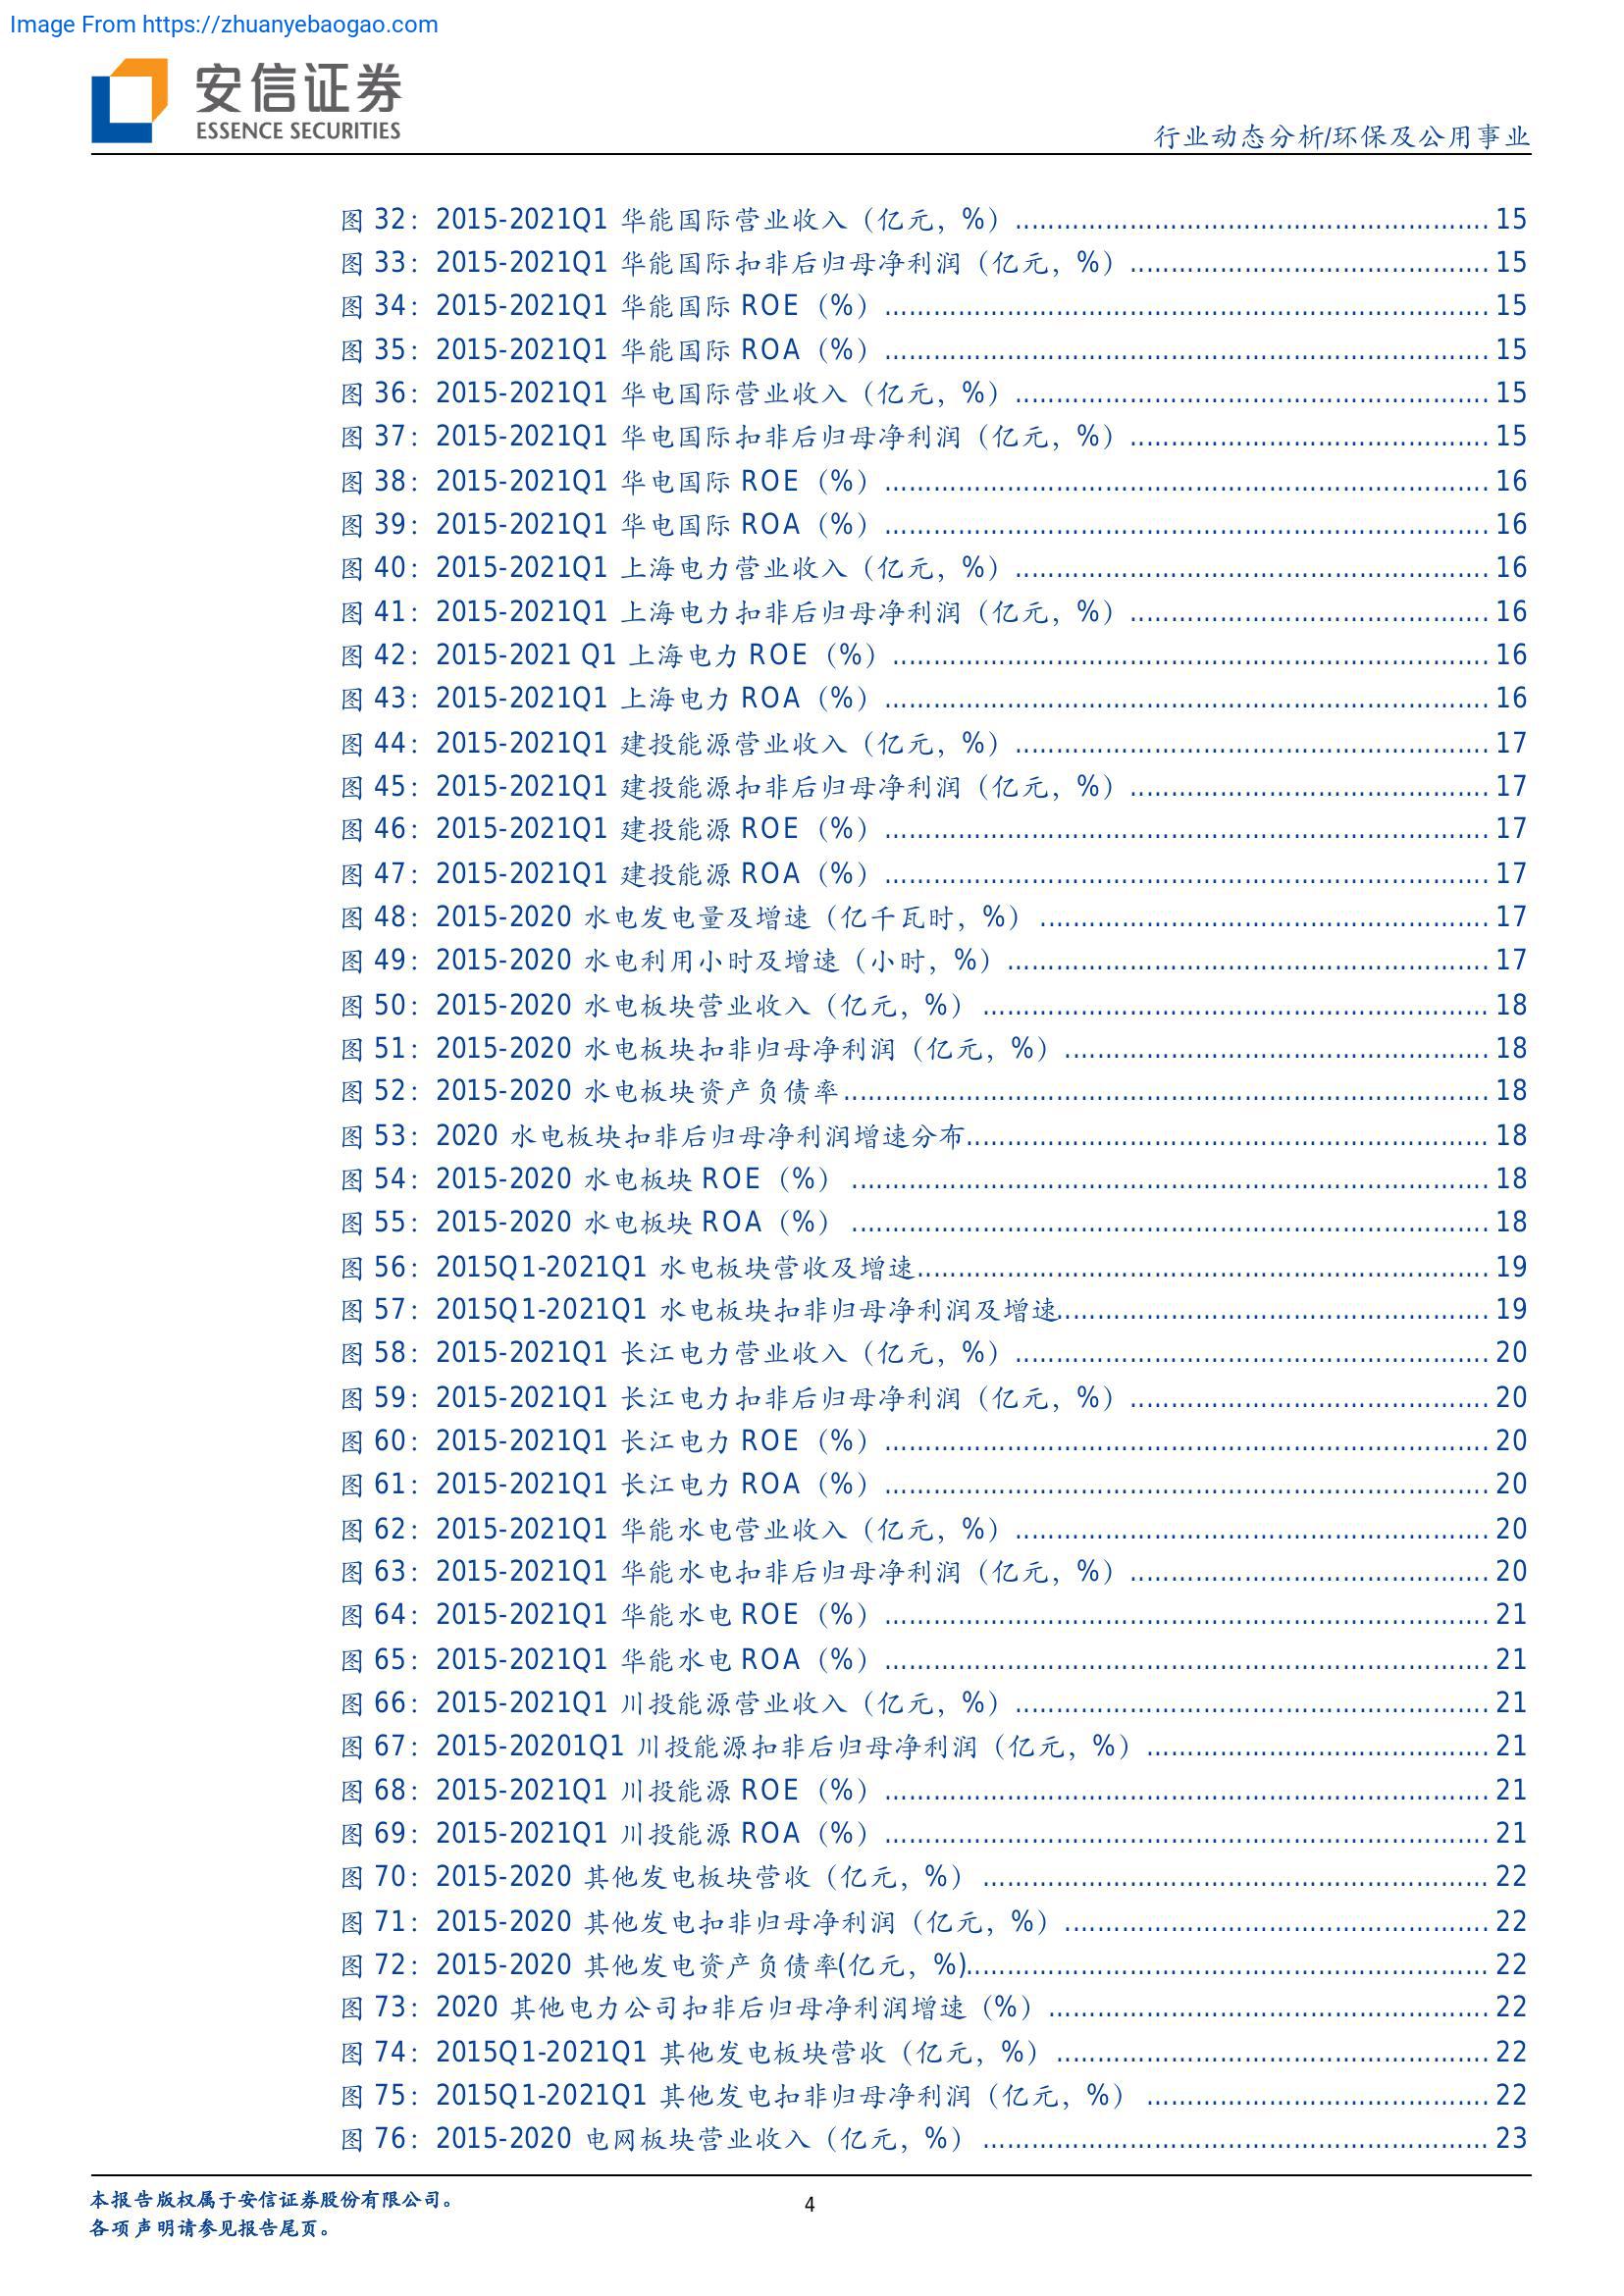 Image From https://zhuanyebaogao.com
安信证券
ESSENCE SECURITIES
行业动态分析/环保及公用事业
图 32：2015-2021Q1 华能国际营业收入（亿元，%）......15
图 33：2015-2021Q1 华能国际扣非后归母净利润（亿元，%）......15
图 34：2015-2021Q1 华能国际 ROE（%）......15
图 35：2015-2021Q1 华能国际 ROA（%）......15
图 36：2015-2021Q1 华电国际营业收入（亿元，%）......15
图 37：2015-2021Q1 华电国际扣非后归母净利润（亿元，%）......15
图 38：2015-2021Q1 华电国际 ROE（%）......16
图 39：2015-2021Q1 华电国际 ROA（%）......16
图 40：2015-2021Q1 上海电力营业收入（亿元，%）......16
图 41：2015-2021Q1 上海电力扣非后归母净利润（亿元，%）......16
图 42：2015-2021 Q1 上海电力 ROE（%）......16
图 43：2015-2021Q1 上海电力 ROA（%）......16
图 44：2015-2021Q1 建投能源营业收入（亿元，%）......17
图 45：2015-2021Q1 建投能源扣非后归母净利润（亿元，%）......17
图 46：2015-2021Q1 建投能源 ROE（%）......17
图 47：2015-2021Q1 建投能源 ROA（%）......17
图 48：2015-2020 水电发电量及增速（亿千瓦时，%）......17
图 49：2015-2020 水电利用小时及增速（小时，%）......17
图 50：2015-2020 水电板块营业收入（亿元，%）......18
图 51：2015-2020 水电板块扣非归母净利润（亿元，%）......18
图 52：2015-2020 水电板块资产负债率......18
图 53：2020 水电板块扣非后归母净利润增速分布......18
图 54：2015-2020 水电板块 ROE（%）......18
图 55：2015-2020 水电板块 ROA（%）......18
图 56：2015Q1-2021Q1 水电板块营收及增速......19
图 57：2015Q1-2021Q1 水电板块扣非归母净利润及增速......19
图 58：2015-2021Q1 长江电力营业收入（亿元，%）......20
图 59：2015-2021Q1 长江电力扣非后归母净利润（亿元，%）......20
图 60：2015-2021Q1 长江电力 ROE（%）......20
图 61：2015-2021Q1 长江电力 ROA（%）......20
图 62：2015-2021Q1 华能水电营业收入（亿元，%）......20
图 63：2015-2021Q1 华能水电扣非后归母净利润（亿元，%）......20
图 64：2015-2021Q1 华能水电 ROE（%）......21
图 65：2015-2021Q1 华能水电 ROA（%）......21
图 66：2015-2021Q1 川投能源营业收入（亿元，%）......21
图 67：2015-20201Q1 川投能源扣非后归母净利润（亿元，%）......21
图 68：2015-2021Q1 川投能源 ROE（%）......21
图 69：2015-2021Q1 川投能源 ROA（%）......21
图 70：2015-2020 其他发电板块营收（亿元，%）......22
图 71：2015-2020 其他发电扣非归母净利润（亿元，%）......22
图 72：2015-2020 其他发电资产负债率(亿元，%)......22
图 73：2020 其他电力公司扣非后归母净利润增速（%）......22
图 74：2015Q1-2021Q1 其他发电板块营收（亿元，%）......22
图 75：2015Q1-2021Q1 其他发电扣非归母净利润（亿元，%）......22
图 76：2015-2020 电网板块营业收入（亿元，%）......23
本报告版权属于安信证券股份有限公司。
各项声明请参见报告尾页。
4